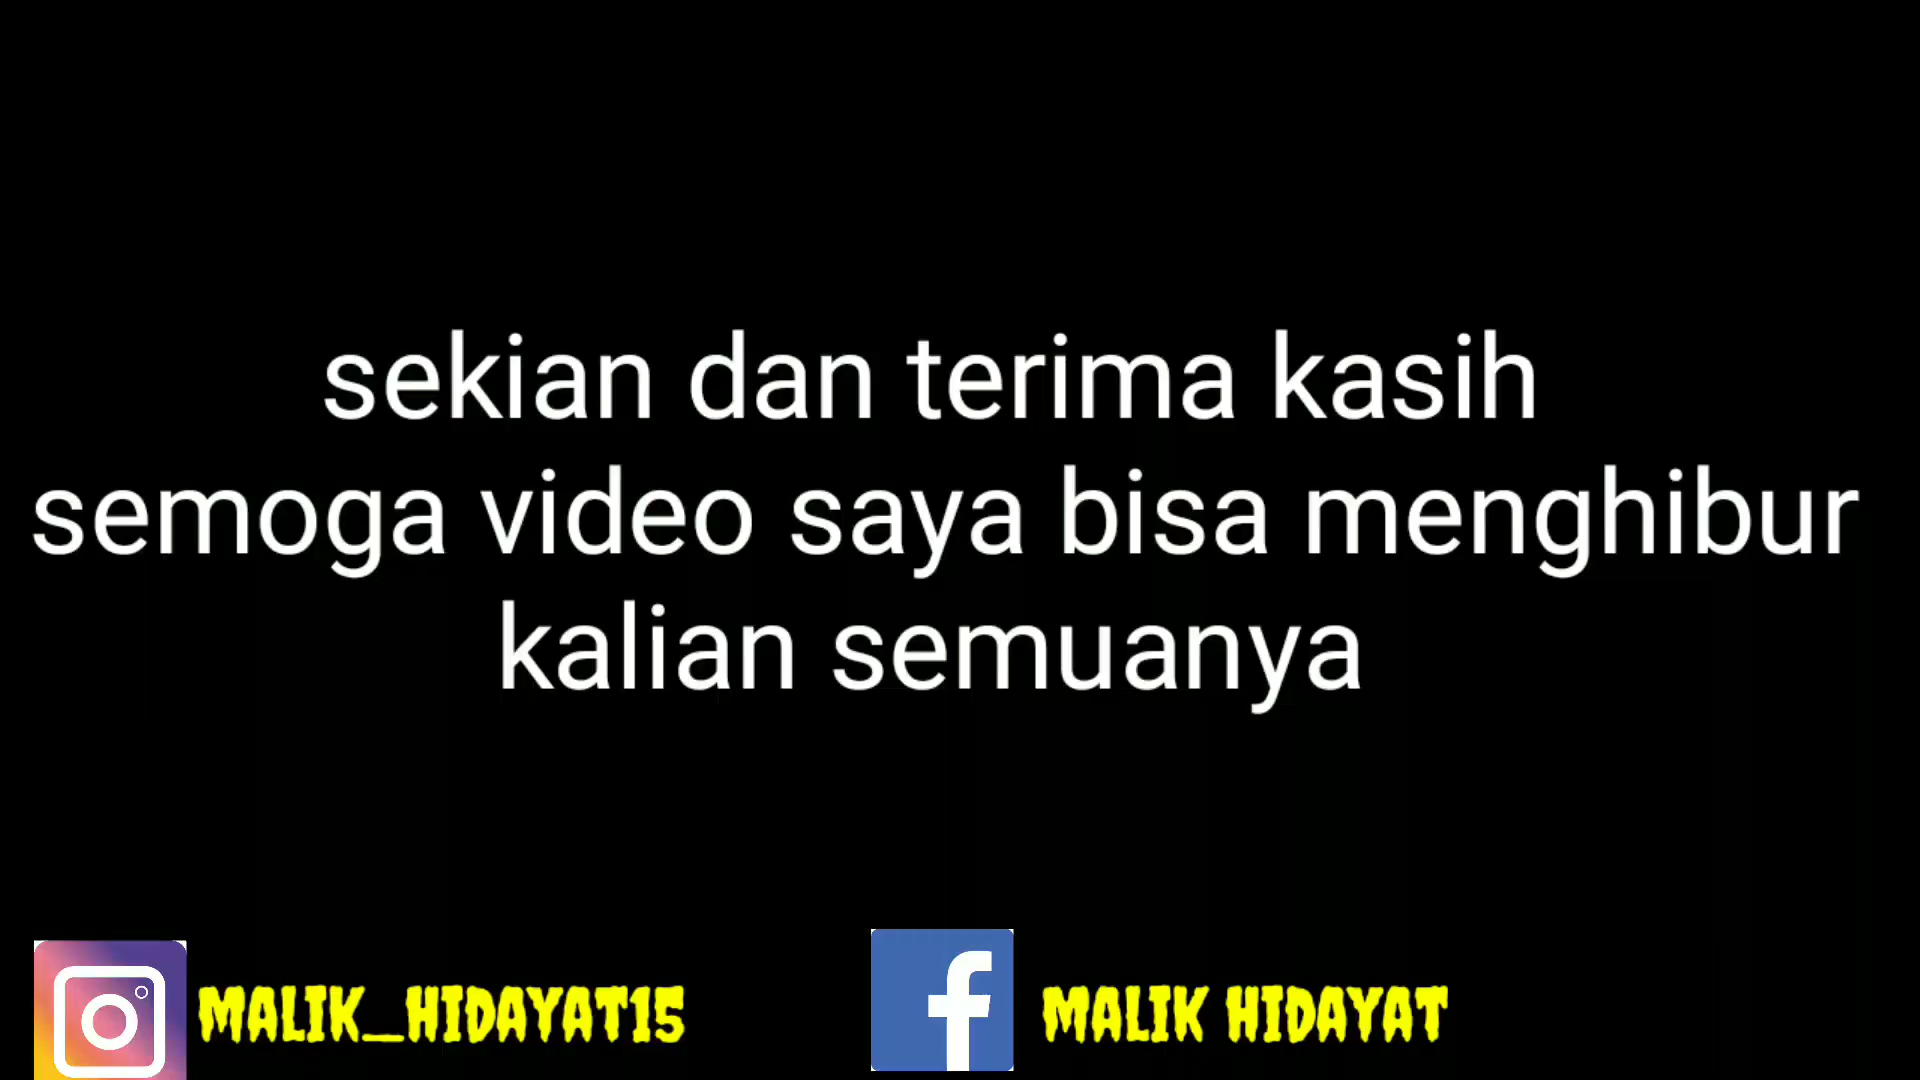 sekian dan terima kasih
semoga video saya bisa menghibur
kalian semuanya
MALIK_HIDAYAT15
MALIK HIDAYAT